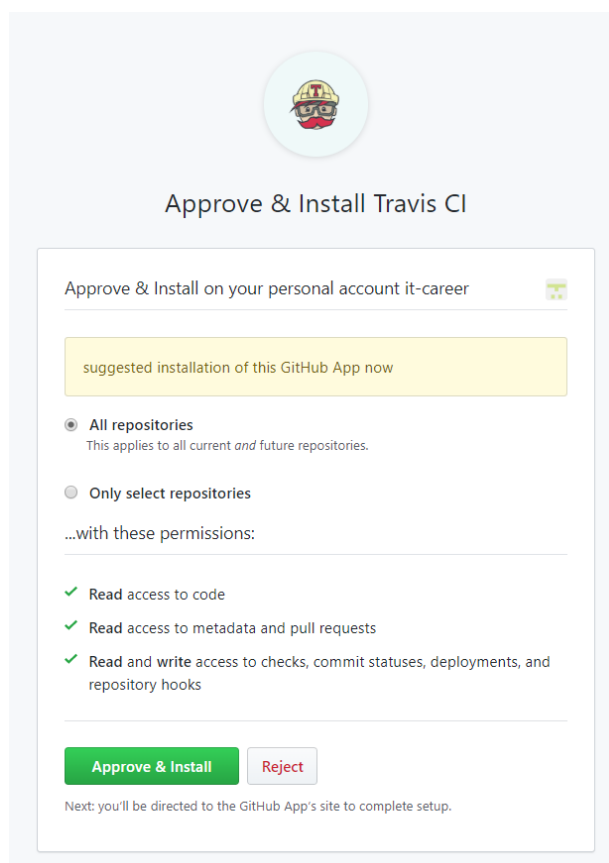 T
Approve & Install Travis CI
Approve & Install on your personal account it-career
suggested installation of this GitHub App now
All repositories
This applies to all current and future repositories.
Only select repositories
...with these permissions:
Read access to code
Read access to metadata and pull requests
Read and write access to checks, commit statuses, deployments, and
repository hooks
Approve & Install Reject
Next: you'll be directed to the GitHub App's site to complete setup.